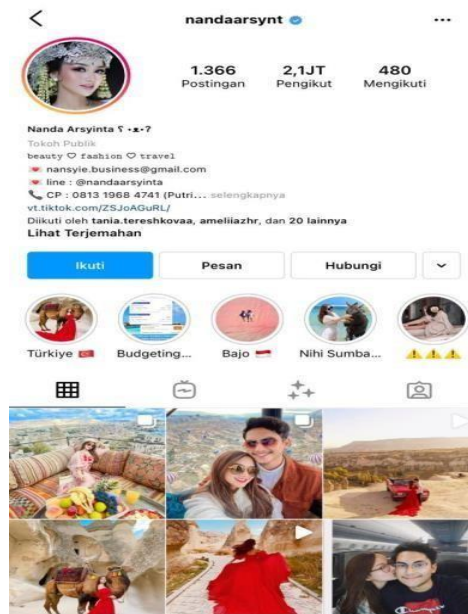 nandaarsynt
1.366 2,1JT 480
Postingan Pengikut Mengikuti
Nanda Arsyinta
Tokoh Publik
beauty ♡ fashion ♡ travel
💌 nansyie.business@gmail.com
💌 line : @nandaarsyinta
📞 CP : 0813 1968 4741 (Putri... selengkapnya
vt.tiktok.com/ZSJoAGuRL/
Diikuti oleh tania.tereshkovaa, ameliiazhr, dan 20 lainnya
Lihat Terjemahan
Ikuti Pesan Hubungi
Türkiye 🇹🇷 Budgeting... Bajo 🇮🇩 Nihi Sumba... ⚠️⚠️⚠️